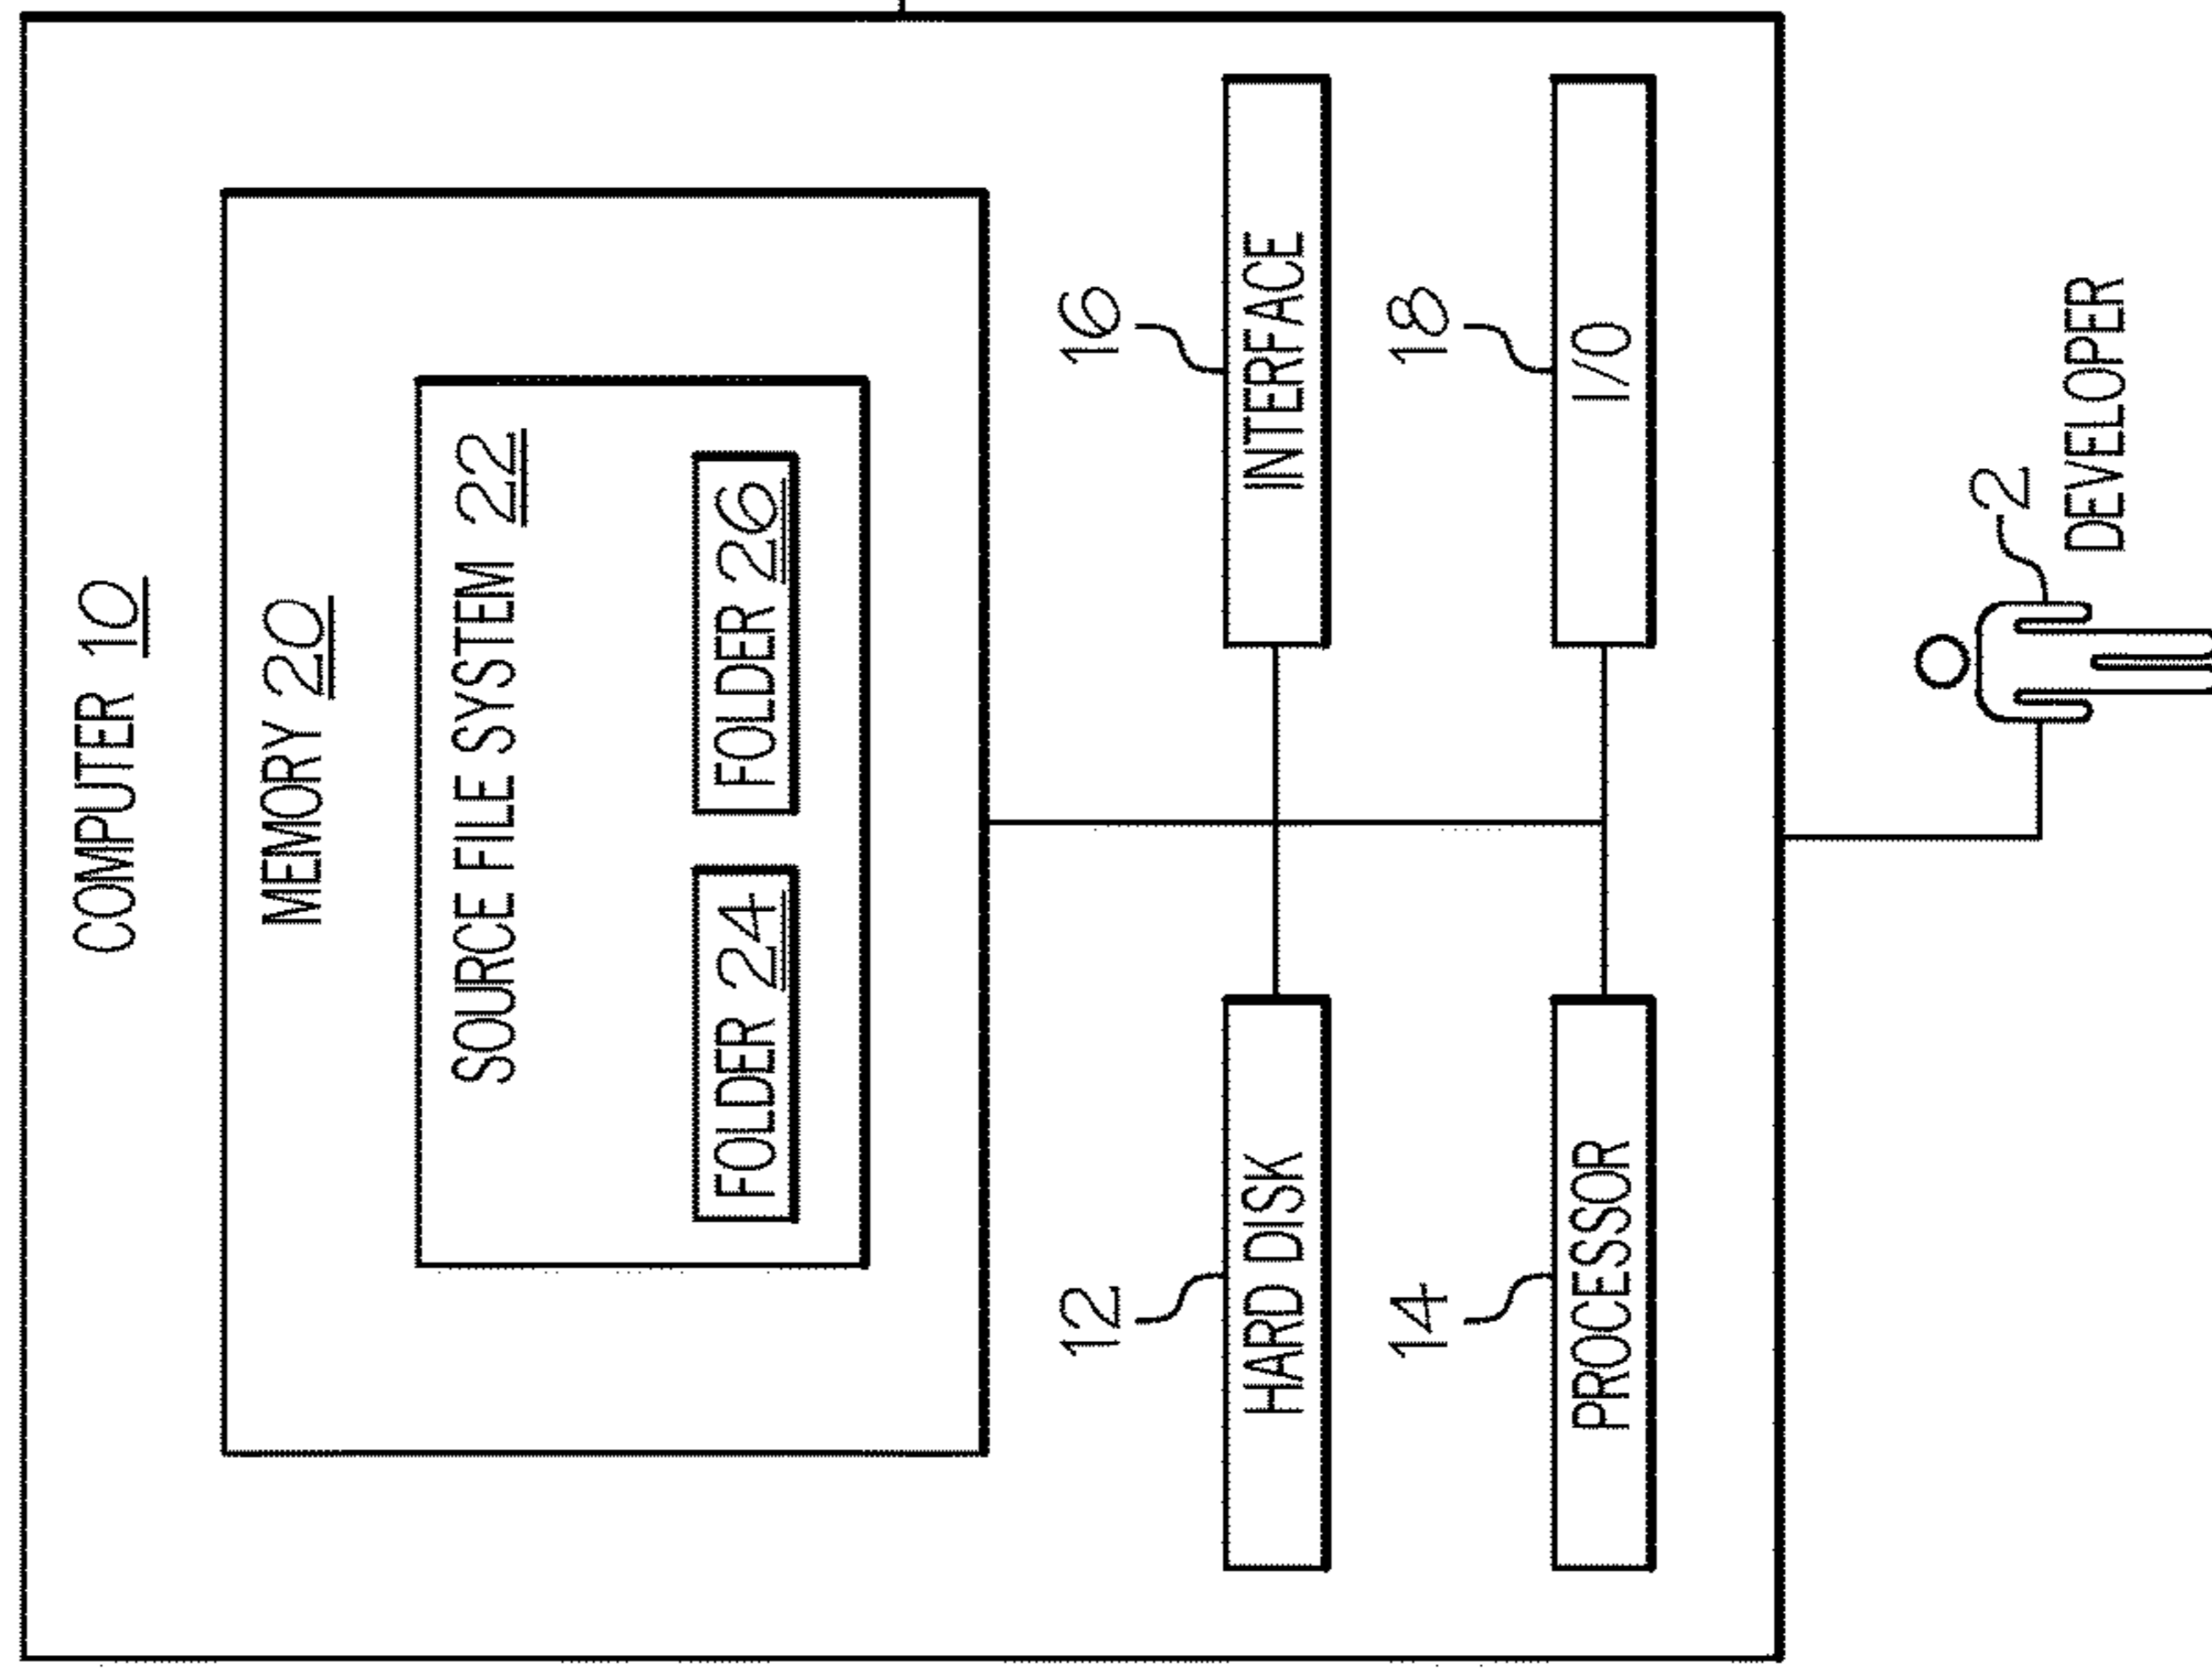 COMPUTER 10
MEMORY 20
SOURCE FILE SYSTEM 22
FOLDER 24
FOLDER 26
12
HARD DISK
16
INTERFACE
14
PROCESSOR
18
I/O
2
DEVELOPER